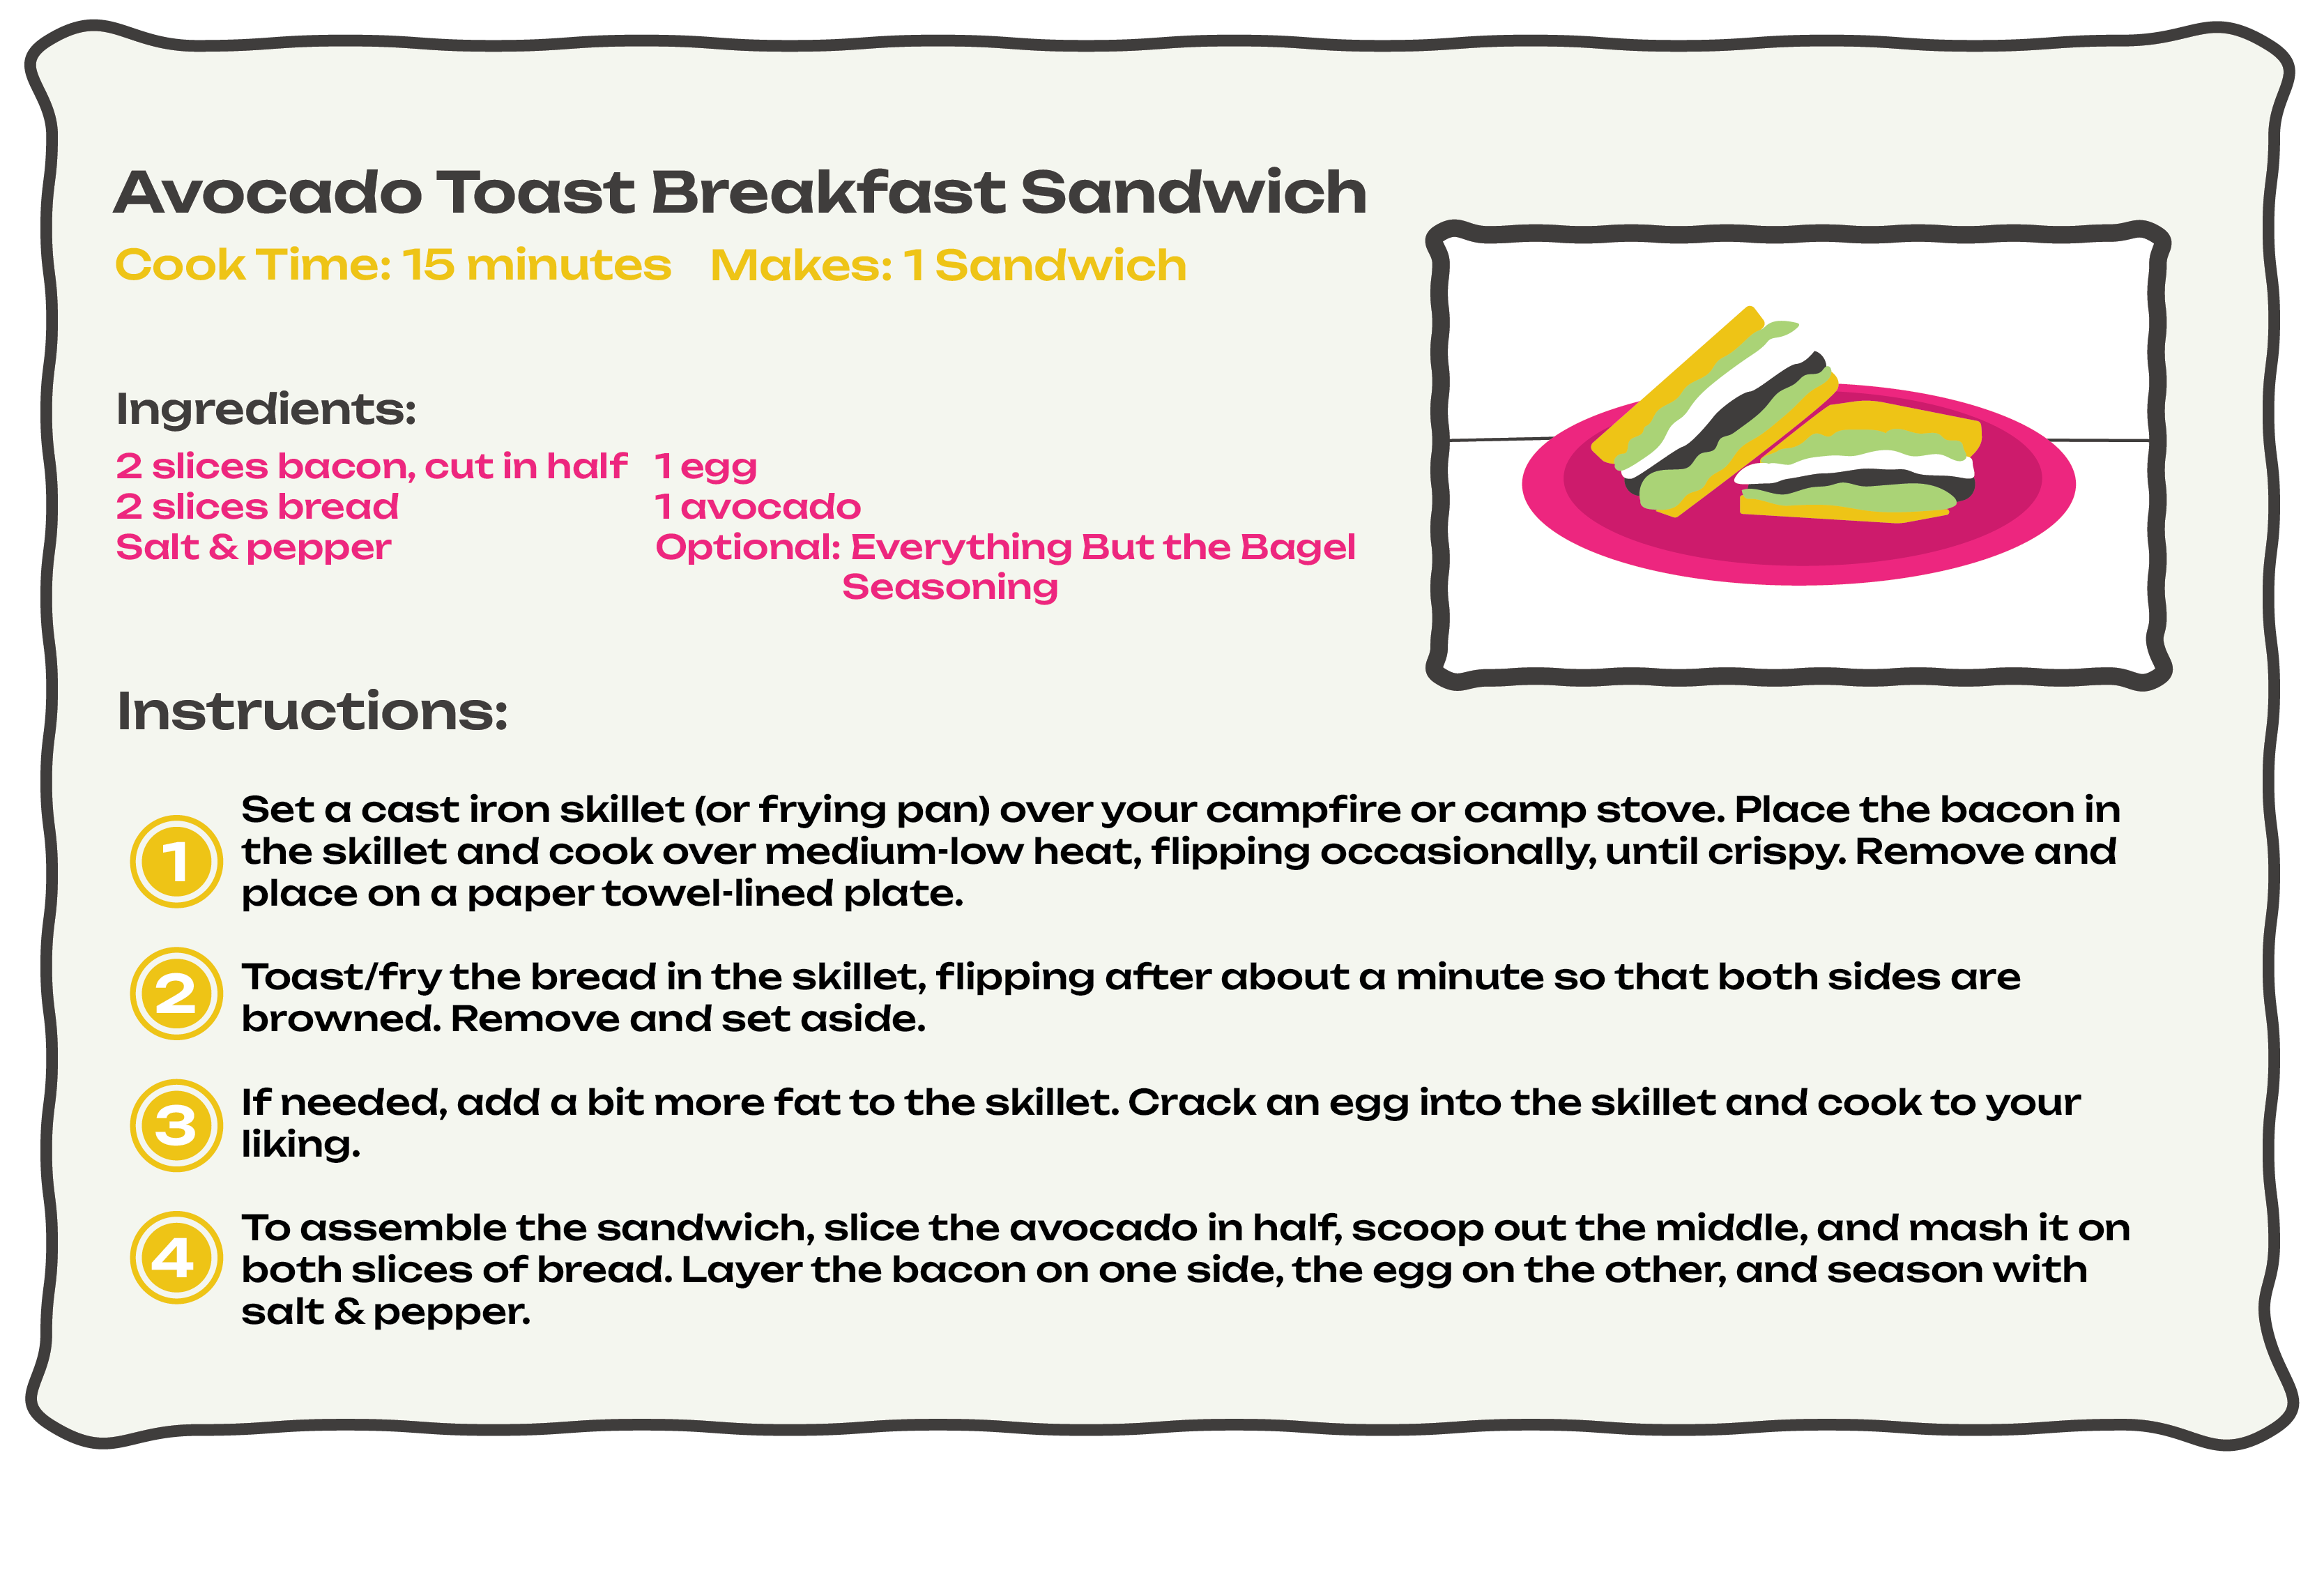 Avocado Toast Breakfast Sandwich
Cook Time: 15 minutes Makes: 1 Sandwich
Ingredients:
2 slices bacon, cut in half 1 egg
2 slices bread 1 avocado
Salt & pepper Optional: Everything But the Bagel
Seasoning
Instructions:
1 Set a cast iron skillet (or frying pan) over your campfire or camp stove. Place the bacon in
the skillet and cook over medium-low heat, flipping occasionally, until crispy. Remove and
place on a paper towel-lined plate.
2 Toast/fry the bread in the skillet, flipping after about a minute so that both sides are
browned. Remove and set aside.
3 If needed, add a bit more fat to the skillet. Crack an egg into the skillet and cook to your
liking.
4 To assemble the sandwich, slice the avocado in half, scoop out the middle, and mash it on
both slices of bread. Layer the bacon on one side, the egg on the other, and season with
salt & pepper.